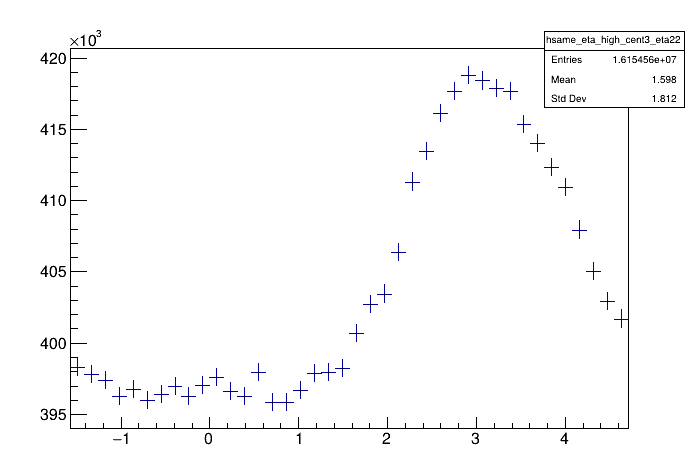 ×10³
hsame_eta_high_cent3_eta22
Entries 1.615456e+07
Mean 1.598
Std Dev 1.812
420
415
410
405
400
395
−1 0 1 2 3 4